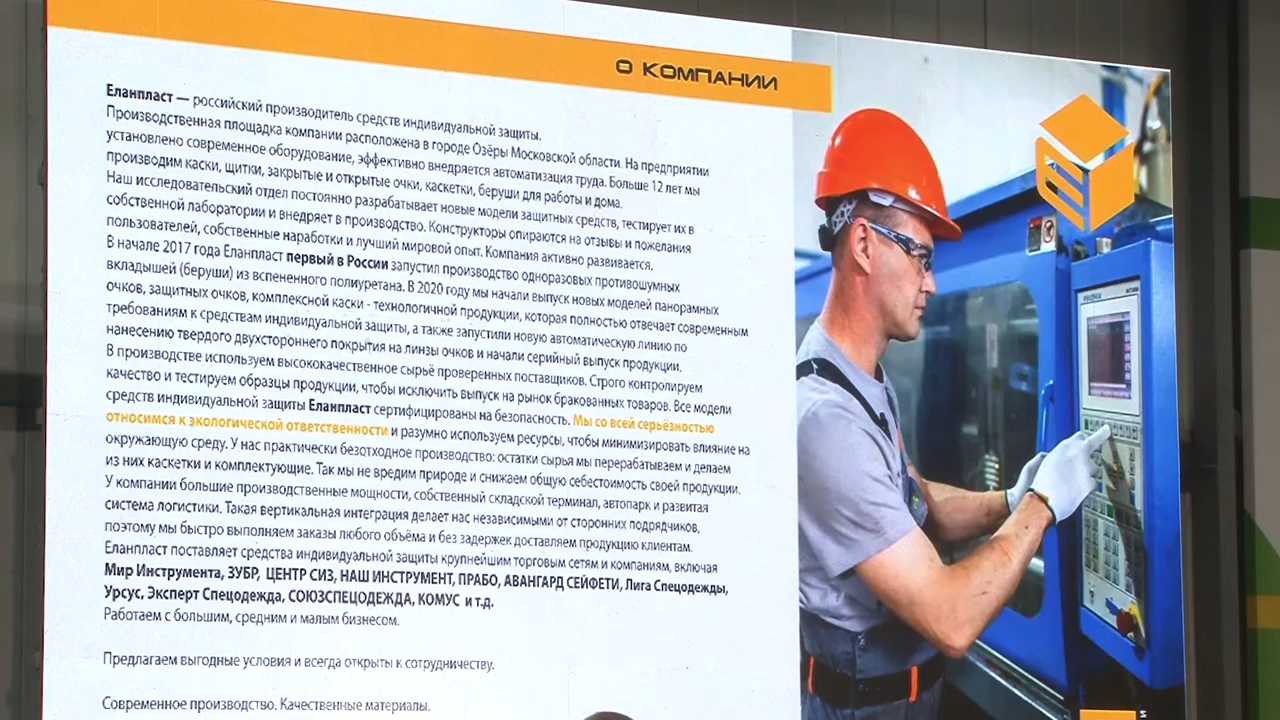 О КОМПАНИИ
Еланпласт — российский производитель средств индивидуальной защиты.
Производственная площадка компании расположена в городе Озёры Московской области. На предприятии
установлено современное оборудование, эффективно внедряется автоматизация труда. Больше 12 лет мы
производим каски, щитки, закрытые и открытые очки, каскетки, беруши для работы и дома.
Наш исследовательский отдел постоянно разрабатывает новые модели защитных средств, тестирует их в
собственной лаборатории и внедряет в производство. Конструкторы опираются на отзывы и пожелания
пользователей, собственные наработки и лучший мировой опыт. Компания активно развивается.
В начале 2017 года Еланпласт первый в России запустил производство одноразовых противошумных
вкладышей (беруши) из вспененного полиуретана. В 2020 году мы начали выпуск новых моделей панорамных
очков, защитных очков, комплексной каски - технологичной продукции, которая полностью отвечает современным
требованиям к средствам индивидуальной защиты, а также запустили новую автоматическую линию по
нанесению твердого двухстороннего покрытия на линзы очков и начали серийный выпуск продукции.
В производстве используем высококачественное сырьё проверенных поставщиков. Строго контролируем
качество и тестируем образцы продукции, чтобы исключить выпуск на рынок бракованных товаров. Все модели
средств индивидуальной защиты Еланпласт сертифицированы на безопасность. Мы со всей серьёзностью
относимся к экологической ответственности и разумно используем ресурсы, чтобы минимизировать влияние на
окружающую среду. У нас практически безотходное производство: остатки сырья мы перерабатываем и делаем
из них каскетки и комплектующие. Так мы не вредим природе и снижаем общую себестоимость своей продукции.
У компании большие производственные мощности, собственный складской терминал, автопарк и развитая
система логистики. Такая вертикальная интеграция делает нас независимыми от сторонних подрядчиков,
поэтому мы быстро выполняем заказы любого объёма и без задержек доставляем продукцию клиентам.
Еланпласт поставляет средства индивидуальной защиты крупнейшим торговым сетям и компаниям, включая
Мир Инструмента, ЗУБР, ЦЕНТР СИЗ, НАШ ИНСТРУМЕНТ, ПРАБО, АВАНГАРД СЕЙФЕТИ, Лига Спецодежды,
Урсус, Эксперт Спецодежда, СОЮЗСПЕЦОДЕЖДА, КОМУС и т.д.
Работаем с большим, средним и малым бизнесом.
Предлагаем выгодные условия и всегда открыты к сотрудничеству.
Современное производство. Качественные материалы.